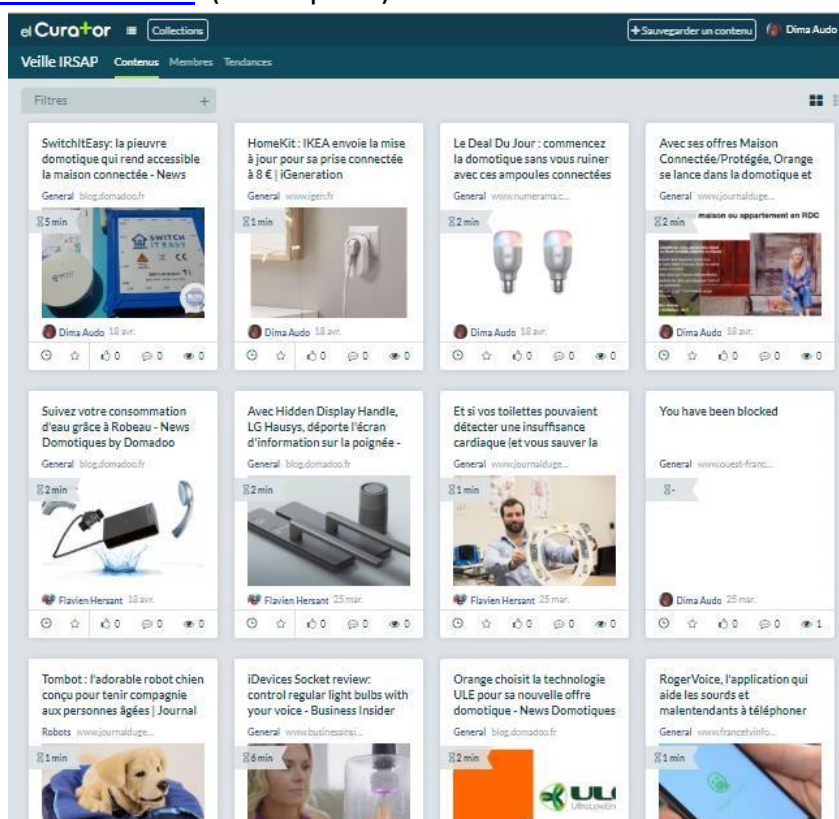 el Curator Collections + Sauvegarder un contenu Dima Audo
Veille IRSAP Contenus Membres Tendances
Filtres +
SwitchItEasy: la pieuvre
domotique qui rend accessible
la maison connectée - News
General blog.domadoo.fr
5 min
SWITCH
IT EASY
Dima Audo 18 avr.
0 0 0
HomeKit : IKEA envoie la mise
à jour pour sa prise connectée
à 8 € | iGeneration
General www.igen.fr
1 min
Dima Audo 18 avr.
0 0 0
Le Deal Du Jour : commencez
la domotique sans vous ruiner
avec ces ampoules connectées
General www.numerama.c...
2 min
Dima Audo 18 avr.
0 0 0
Avec ses offres Maison
Connectée/Protégée, Orange
se lance dans la domotique et
General www.journalduge...
2 min
maison ou appartement en RDC
Dima Audo 18 avr.
0 0 0
Suivez votre consommation
d'eau grâce à Robeau - News
Domotiques by Domadoo
General blog.domadoo.fr
2 min
Flavien Hersant 18 avr.
0 0 0
Avec Hidden Display Handle,
LG Hausys, déporte l'écran
d'information sur la poignée -
General blog.domadoo.fr
2 min
Flavien Hersant 25 mar.
0 0 0
Et si vos toilettes pouvaient
détecter une insuffisance
cardiaque (et vous sauver la
General www.journalduge...
1 min
Flavien Hersant 25 mar.
0 0 0
You have been blocked
General www.ouest-franc...
-
Dima Audo 25 mar.
0 0 1
Tombot : l'adorable robot chien
conçu pour tenir compagnie
aux personnes âgées | Journal
Robots www.journalduge...
1 min
iDevices Socket review:
control regular light bulbs with
your voice - Business Insider
General www.businessinsi...
6 min
Orange choisit la technologie
ULE pour sa nouvelle offre
domotique - News Domotiques
General blog.domadoo.fr
2 min
RogerVoice, l'application qui
aide les sourds et
malentendants à téléphoner
General www.francetvinfo...
1 min